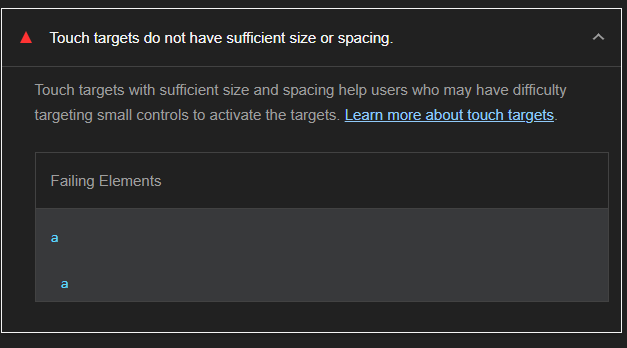 Touch targets do not have sufficient size or spacing.
Touch targets with sufficient size and spacing help users who may have difficulty
targeting small controls to activate the targets. Learn more about touch targets.
Failing Elements
a
a